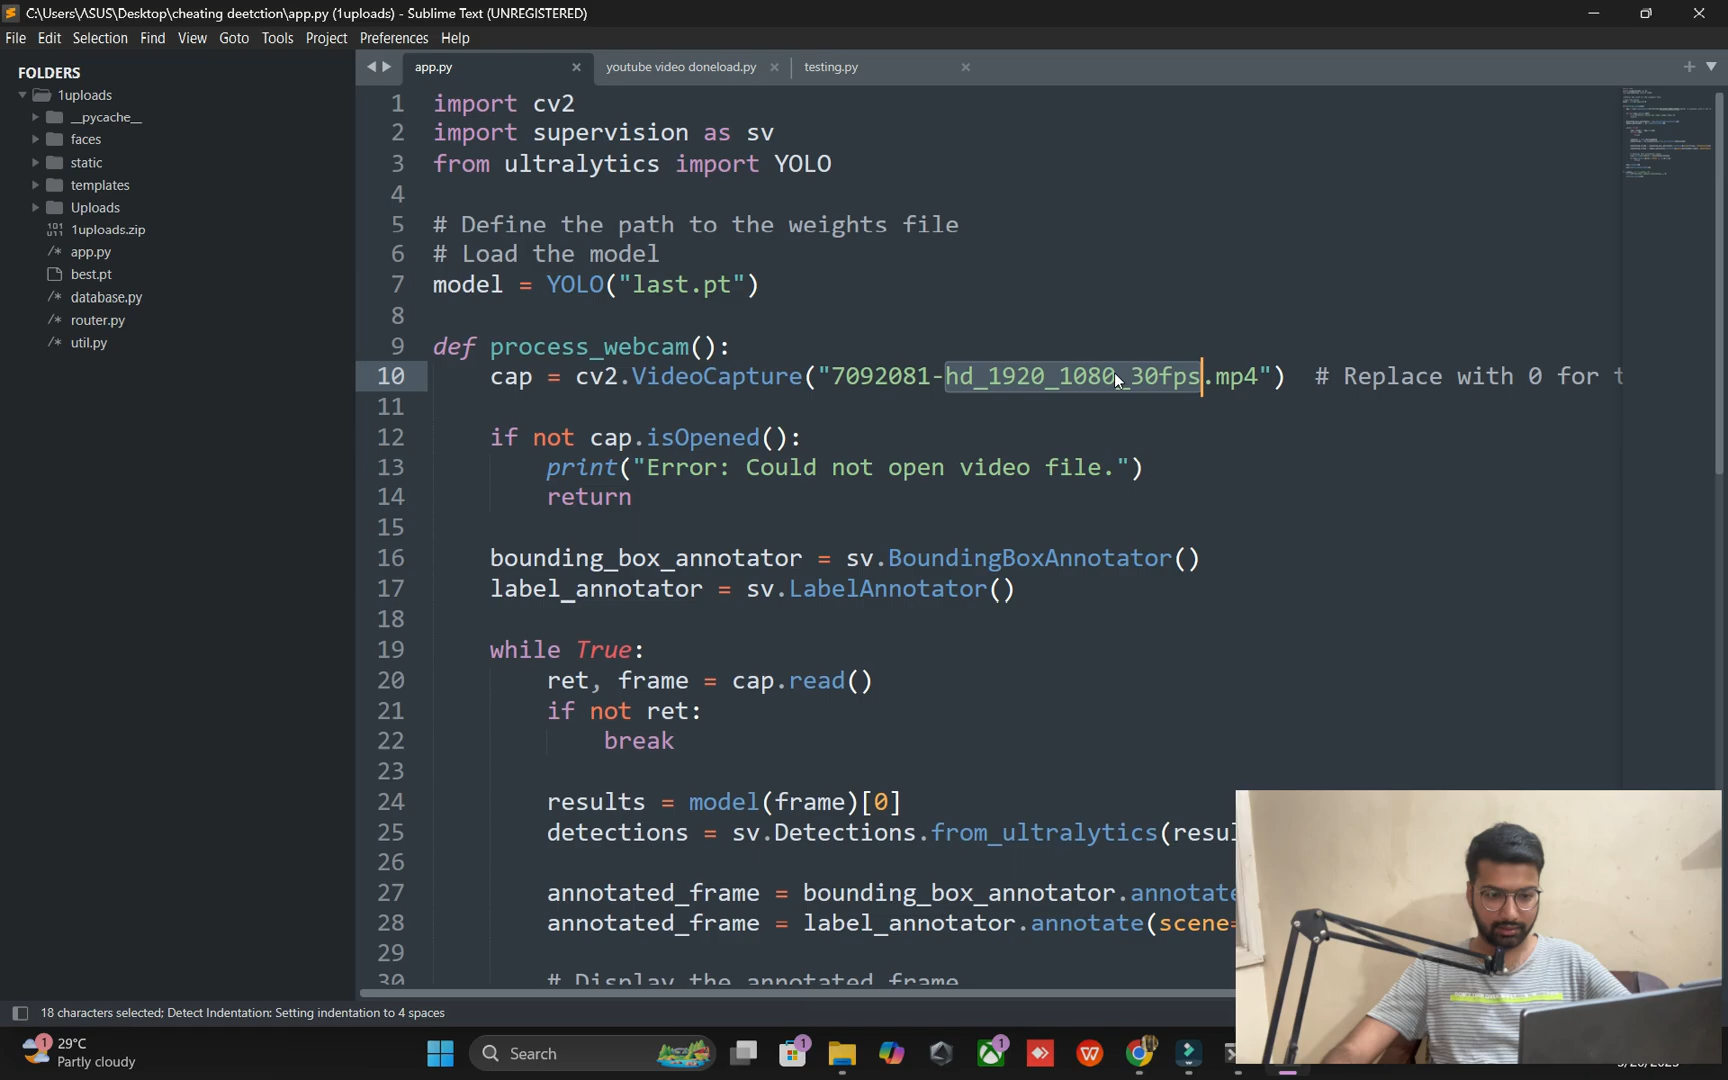 C:\Users\ASUS\Desktop\cheating deetction\app.py (1uploads) - Sublime Text (UNREGISTERED)
File Edit Selection Find View Goto Tools Project Preferences Help
FOLDERS
1uploads
__pycache__
faces
static
templates
Uploads
1uploads.zip
app.py
best.pt
database.py
router.py
util.py
app.py
youtube video doneload.py
testing.py
1 import cv2
2 import supervision as sv
3 from ultralytics import YOLO
4
5 # Define the path to the weights file
6 # Load the model
7 model = YOLO("last.pt")
8
9 def process_webcam():
10 cap = cv2.VideoCapture("7092081-hd_1920_1080_30fps.mp4") # Replace with 0 for t
11
12 if not cap.isOpened():
13 print("Error: Could not open video file.")
14 return
15
16 bounding_box_annotator = sv.BoundingBoxAnnotator()
17 label_annotator = sv.LabelAnnotator()
18
19 while True:
20 ret, frame = cap.read()
21 if not ret:
22 break
23
24 results = model(frame)[0]
25 detections = sv.Detections.from_ultralytics(resul
26
27 annotated_frame = bounding_box_annotator.annotate
28 annotated_frame = label_annotator.annotate(scene=
29
30 # Display the annotated frame
18 characters selected; Detect Indentation: Setting indentation to 4 spaces
1
29°C
Partly cloudy
Search
1
1